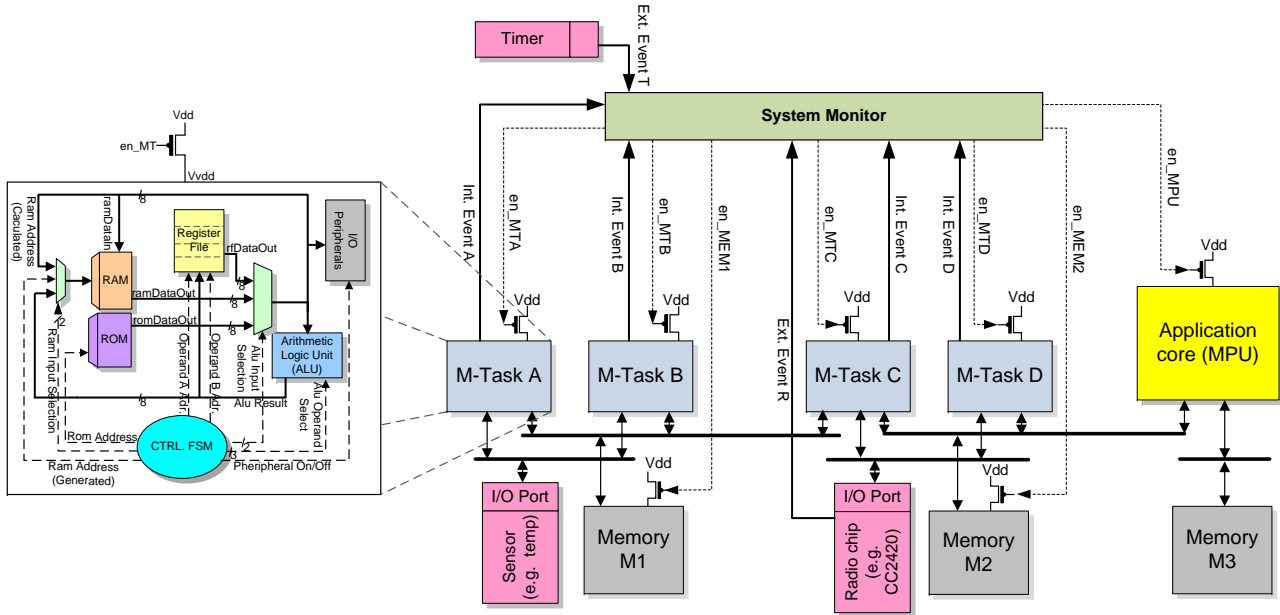 Timer
Ext. Event T
System Monitor
Int. Event A
en_MTA
Int. Event B
en_MTB
en_MEM1
Ext. Event R
en_MTC
Int. Event C
Int. Event D
en_MTD
en_MEM2
en_MPU
Vdd
Vdd
Vdd
Vdd
Vdd
M-Task A
M-Task B
M-Task C
M-Task D
Application
core (MPU)
Vdd
Vdd
I/O Port
Sensor
(e.g. temp)
Memory
M1
I/O Port
Radio chip
(e.g.
CC2420)
Memory
M2
Memory
M3
Vdd
en_MT
Vvdd
Ram Address
(Caculated)
ramDataIn
8
Register
File
rfDataOut
I/O
Peripherals
RAM
8
ramDataOut
8
ROM
romDataOut
8
2
Ram Input Selection
Operand A Adr.
Operand B Adr.
Alu Input
Selection
Arithmetic
Logic Unit
(ALU)
8
Alu Result
Alu Operand
Select
Rom Address
CTRL. FSM
2
3
Ram Address
(Generated)
Pheripheral On/Off